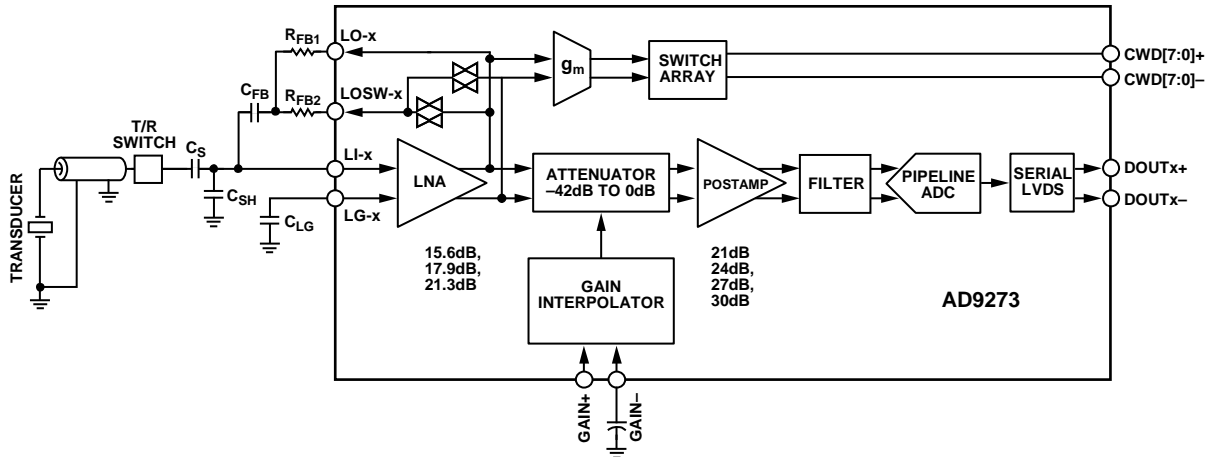 RFB1
LO-x
gm
SWITCH
ARRAY
CWD[7:0]+
CWD[7:0]–
CFB
RFB2
LOSW-x
T/R
SWITCH
CS
LI-x
LNA
ATTENUATOR
–42dB TO 0dB
POSTAMP
FILTER
PIPELINE
ADC
SERIAL
LVDS
DOUTx+
DOUTx–
CSH
LG-x
CLG
TRANSDUCER
15.6dB,
17.9dB,
21.3dB
GAIN
INTERPOLATOR
21dB
24dB,
27dB,
30dB
AD9273
GAIN+
GAIN–